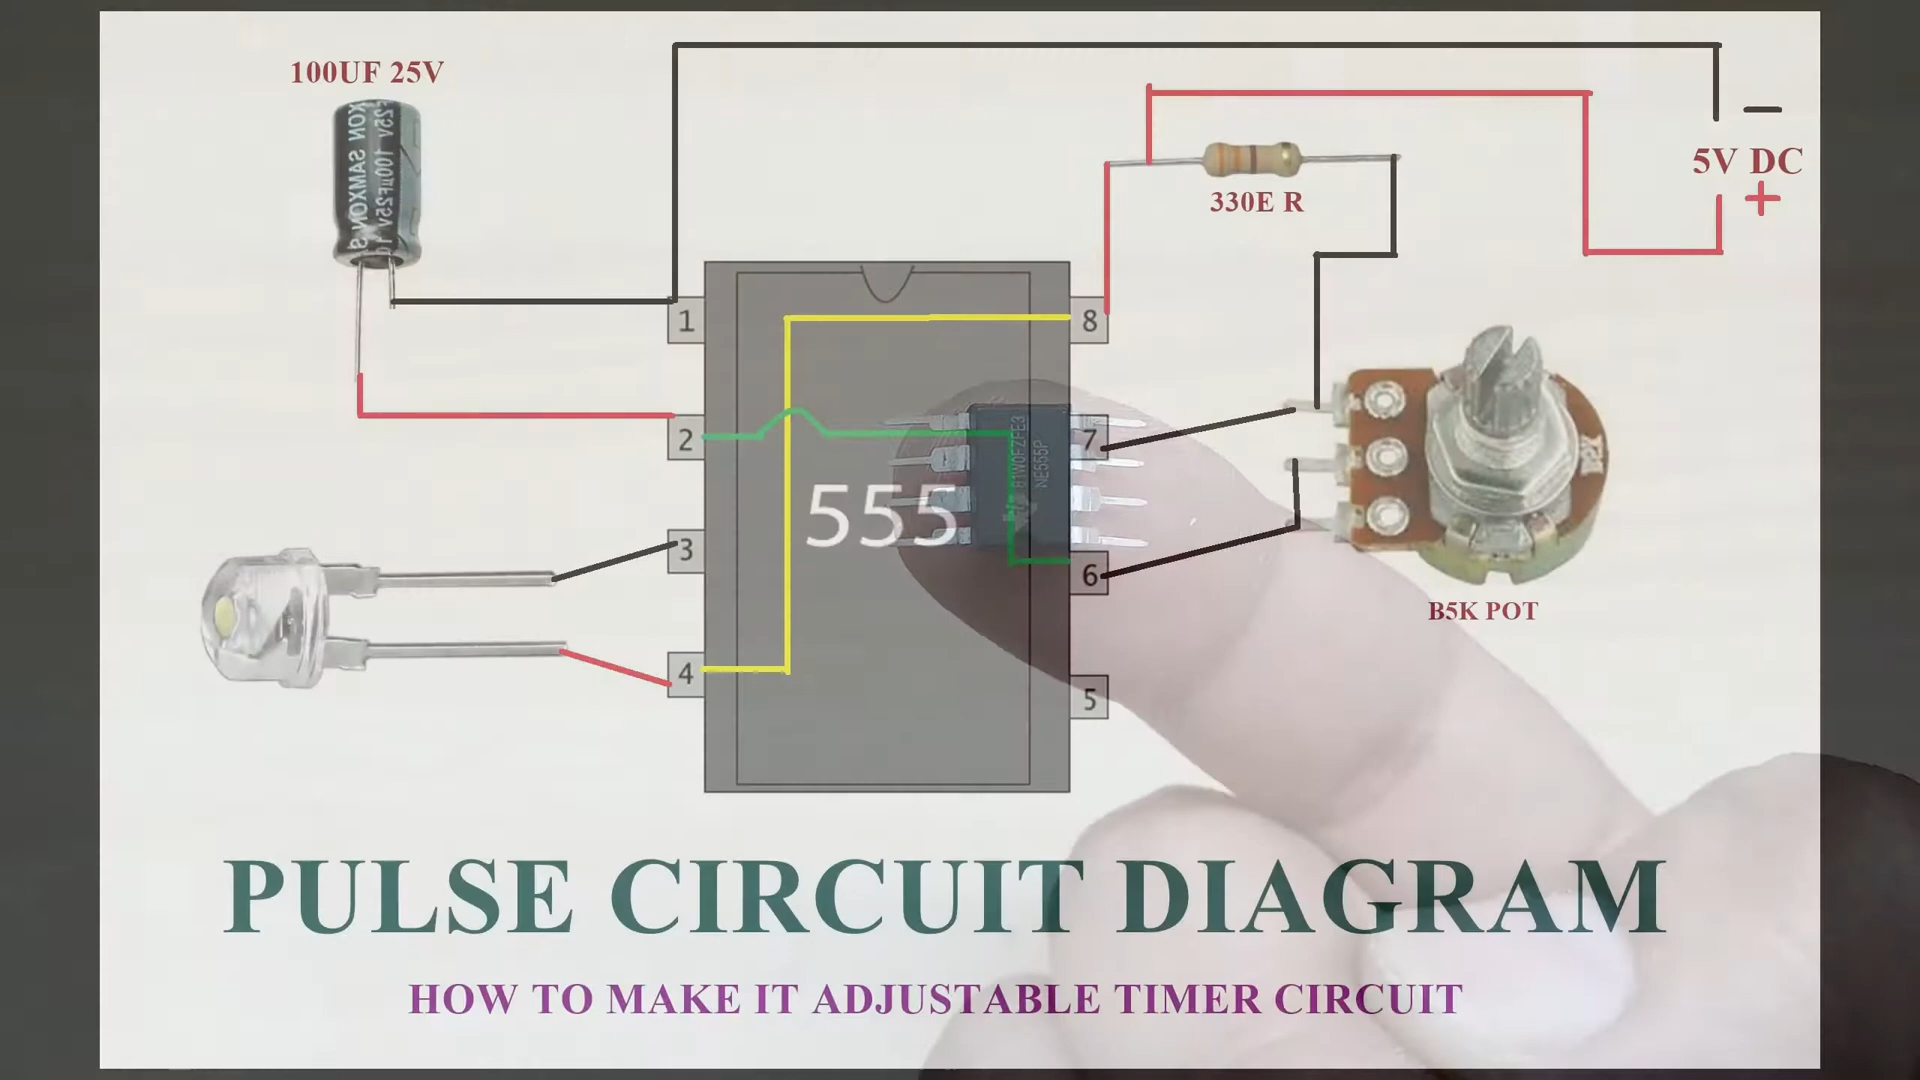 100UF 25V
−
5V DC
+
330E R
1
8
2
7
555
NE555P
3
6
4
5
B5K POT
PULSE CIRCUIT DIAGRAM
HOW TO MAKE IT ADJUSTABLE TIMER CIRCUIT